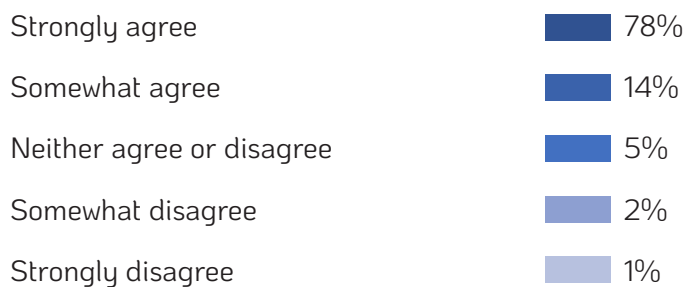 Strongly agree 78%
Somewhat agree 14%
Neither agree or disagree 5%
Somewhat disagree 2%
Strongly disagree 1%